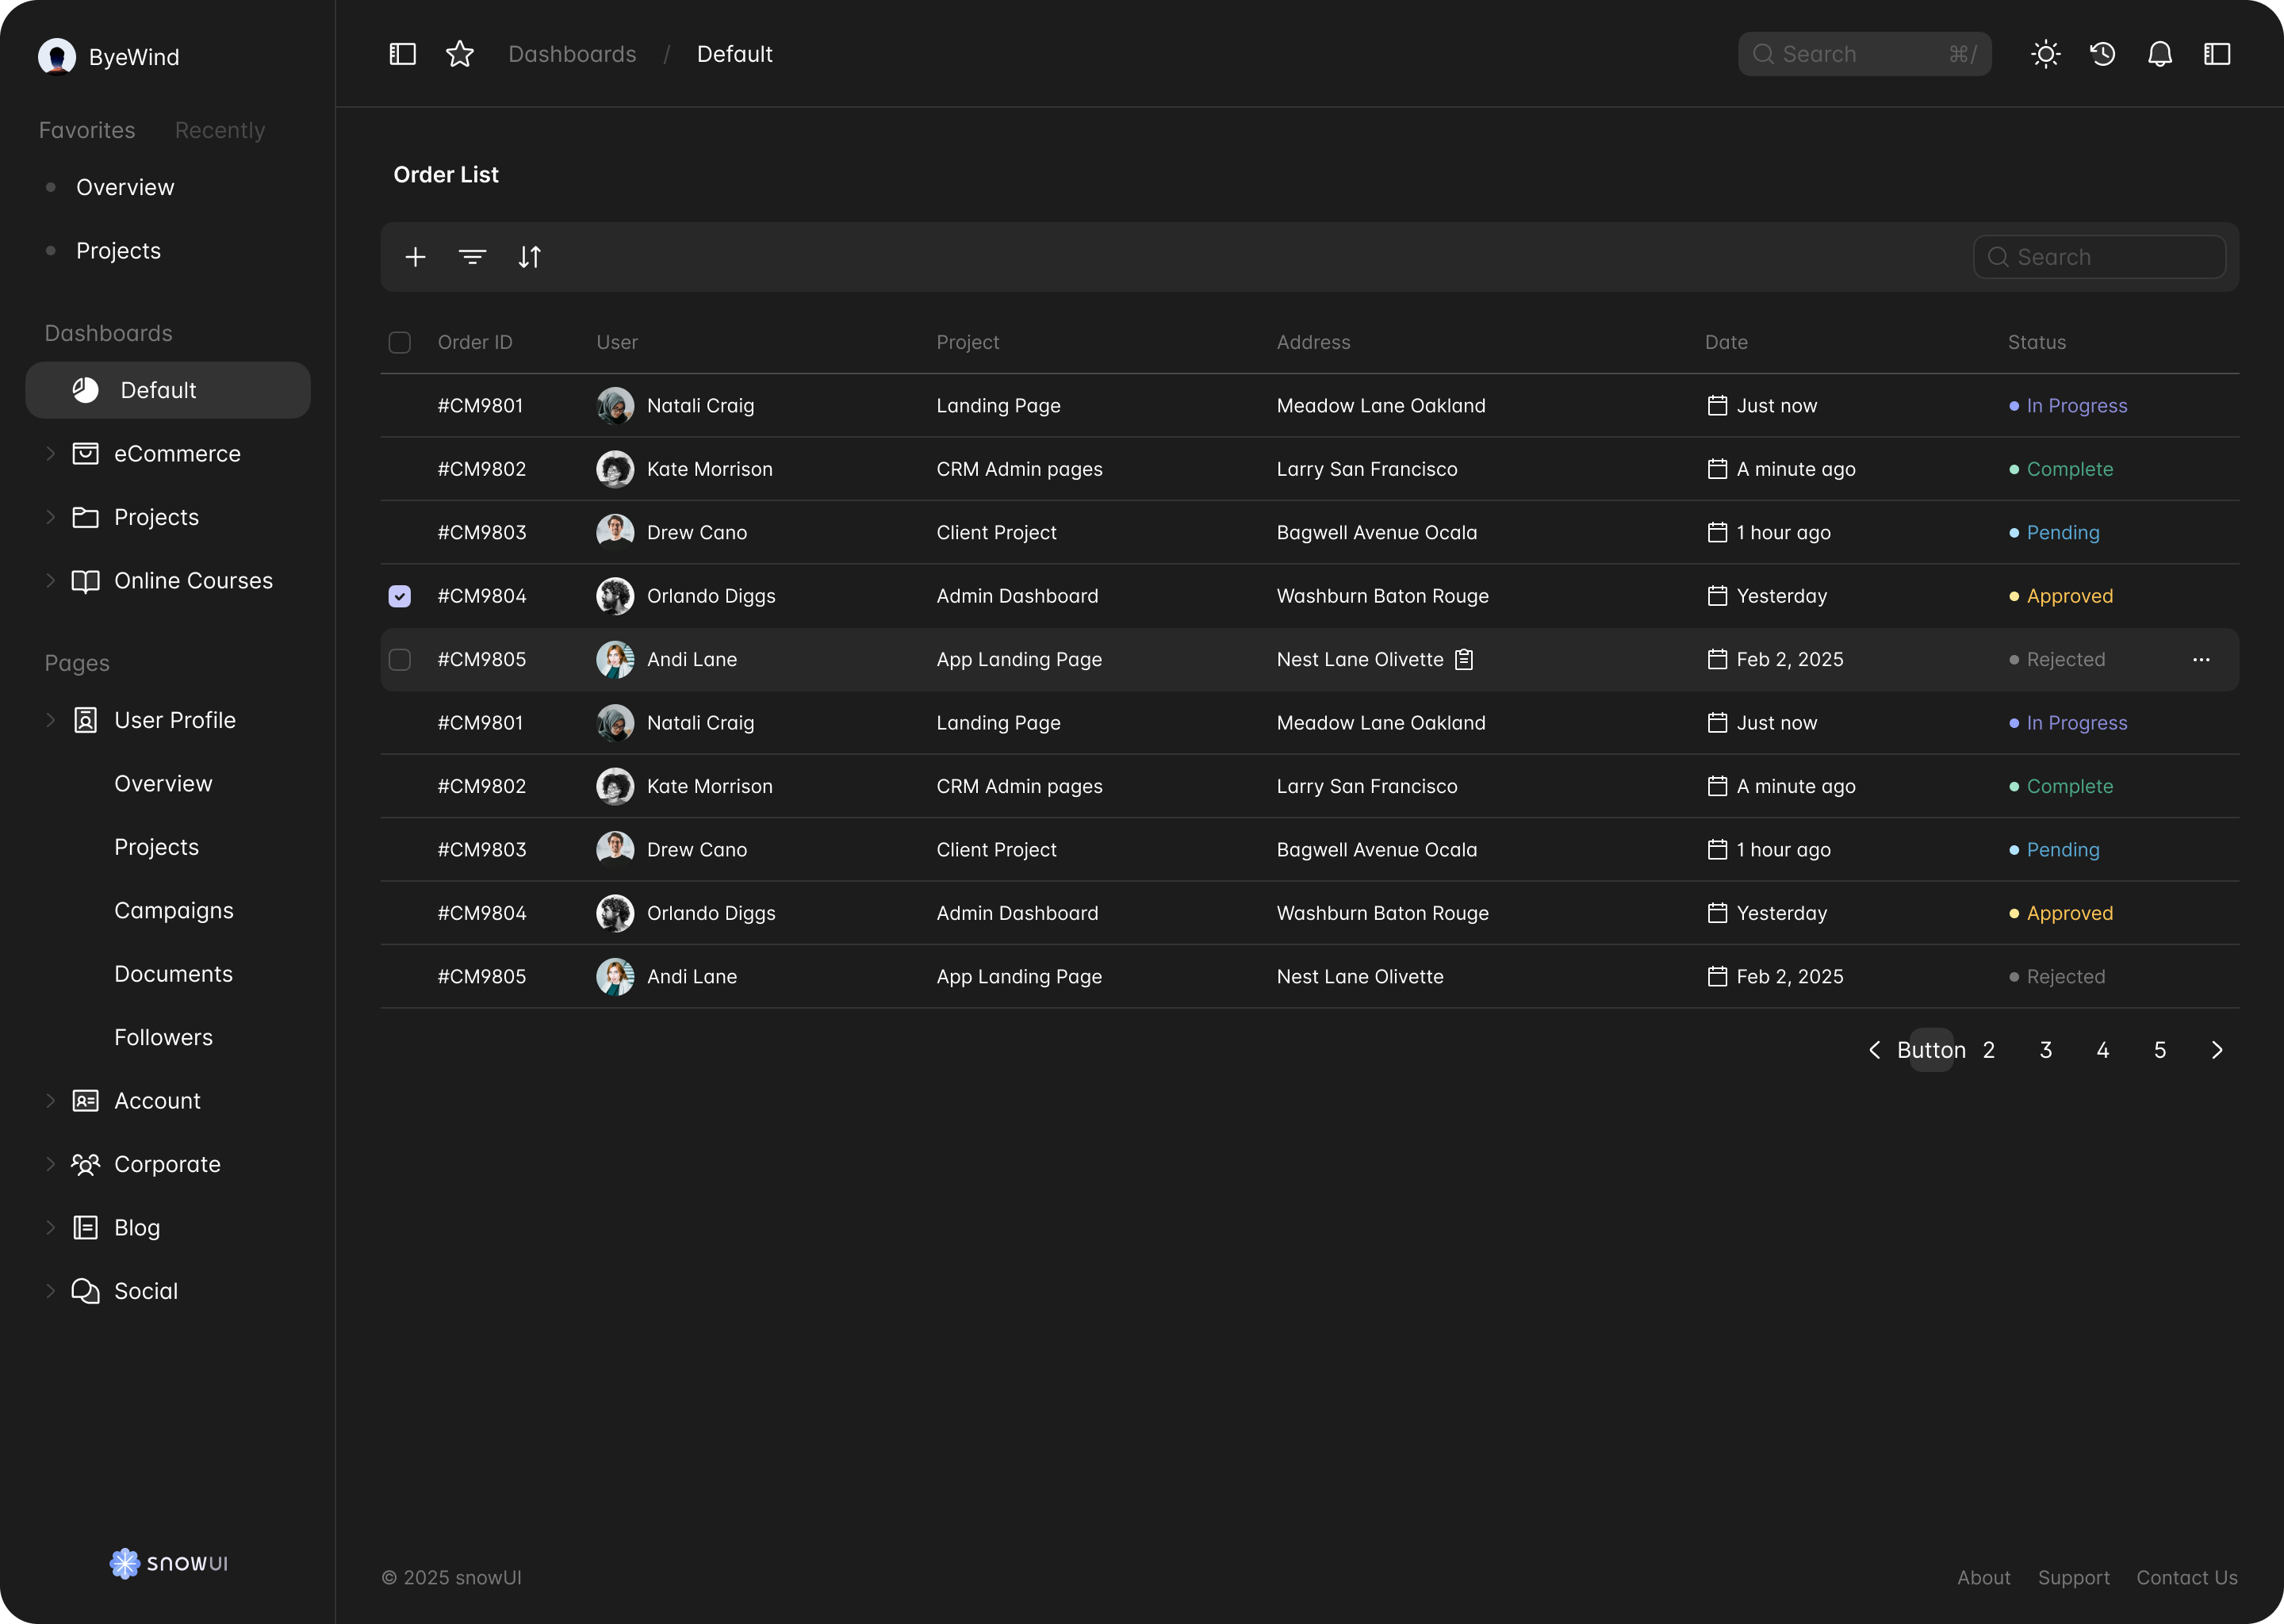 ByeWind
Favorites Recently
Overview
Projects
Dashboards
Default
eCommerce
Projects
Online Courses
Pages
User Profile
Overview
Projects
Campaigns
Documents
Followers
Account
Corporate
Blog
Social
snowUI
Dashboards / Default
Search ⌘/
Order List
Search
Order ID User Project Address Date Status
#CM9801 Natali Craig Landing Page Meadow Lane Oakland Just now In Progress
#CM9802 Kate Morrison CRM Admin pages Larry San Francisco A minute ago Complete
#CM9803 Drew Cano Client Project Bagwell Avenue Ocala 1 hour ago Pending
#CM9804 Orlando Diggs Admin Dashboard Washburn Baton Rouge Yesterday Approved
#CM9805 Andi Lane App Landing Page Nest Lane Olivette Feb 2, 2025 Rejected
#CM9801 Natali Craig Landing Page Meadow Lane Oakland Just now In Progress
#CM9802 Kate Morrison CRM Admin pages Larry San Francisco A minute ago Complete
#CM9803 Drew Cano Client Project Bagwell Avenue Ocala 1 hour ago Pending
#CM9804 Orlando Diggs Admin Dashboard Washburn Baton Rouge Yesterday Approved
#CM9805 Andi Lane App Landing Page Nest Lane Olivette Feb 2, 2025 Rejected
Button 2 3 4 5
© 2025 snowUI
About Support Contact Us